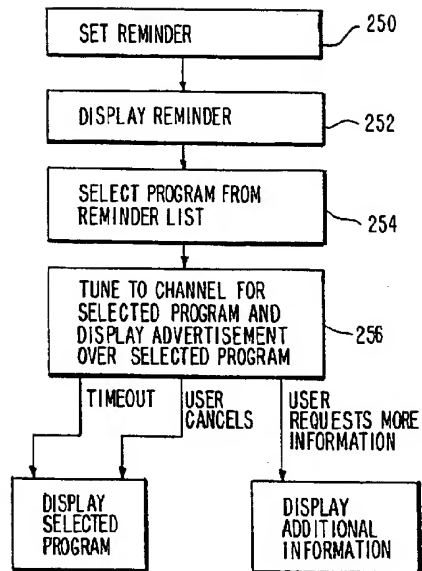 SET REMINDER
250
DISPLAY REMINDER
252
SELECT PROGRAM FROM
REMINDER LIST
254
TUNE TO CHANNEL FOR
SELECTED PROGRAM AND
DISPLAY ADVERTISEMENT
OVER SELECTED PROGRAM
256
TIMEOUT
USER
CANCELS
USER
REQUESTS MORE
INFORMATION
DISPLAY
SELECTED
PROGRAM
DISPLAY
ADDITIONAL
INFORMATION